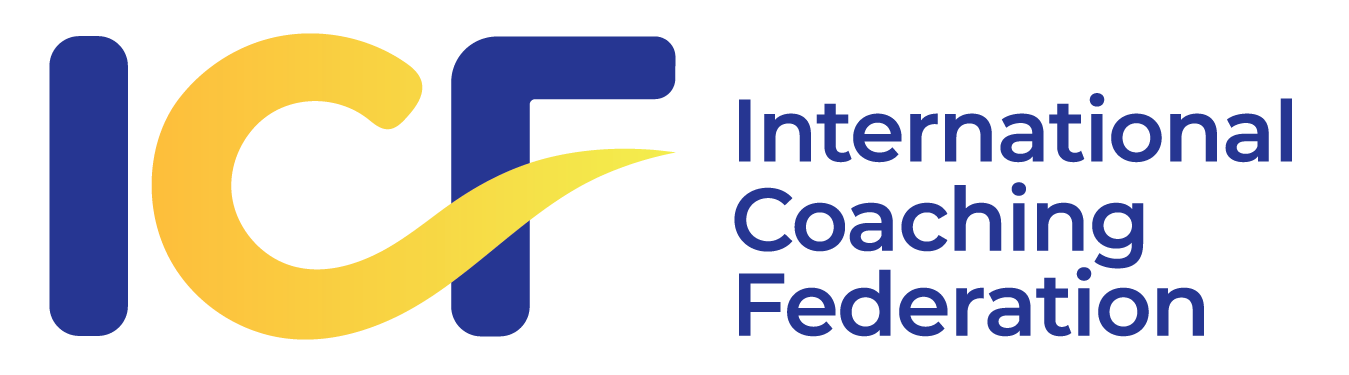 ICF
International
Coaching
Federation